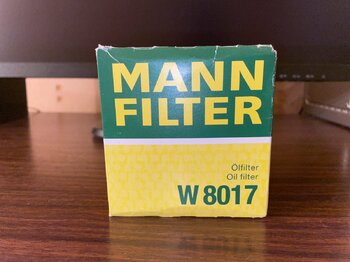 MANN
FILTER
Ölfilter
Oil filter
W 8017